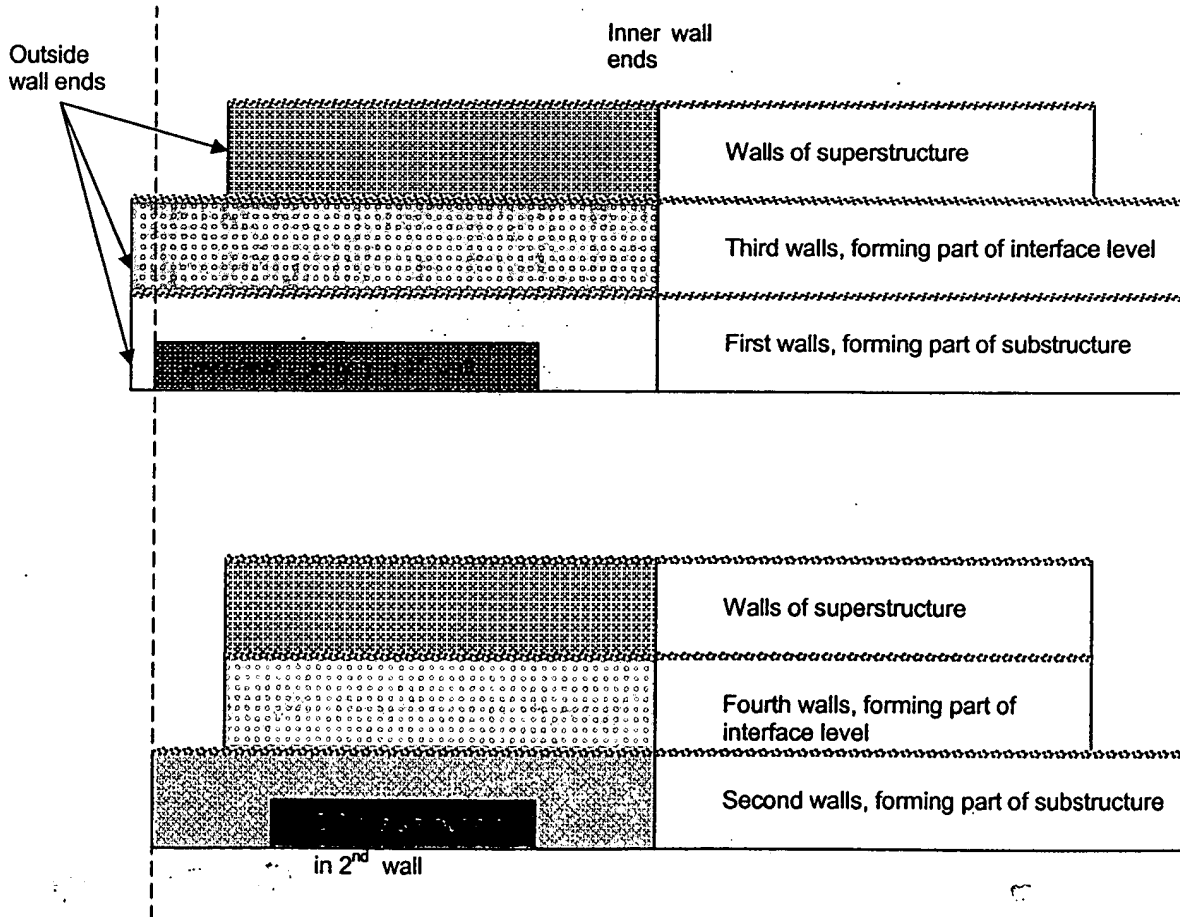 Inner wall
ends
Outside
wall ends
Walls of superstructure
Third walls, forming part of interface level
First walls, forming part of substructure
Walls of superstructure
Fourth walls, forming part of
interface level
Second walls, forming part of substructure
in 2nd wall